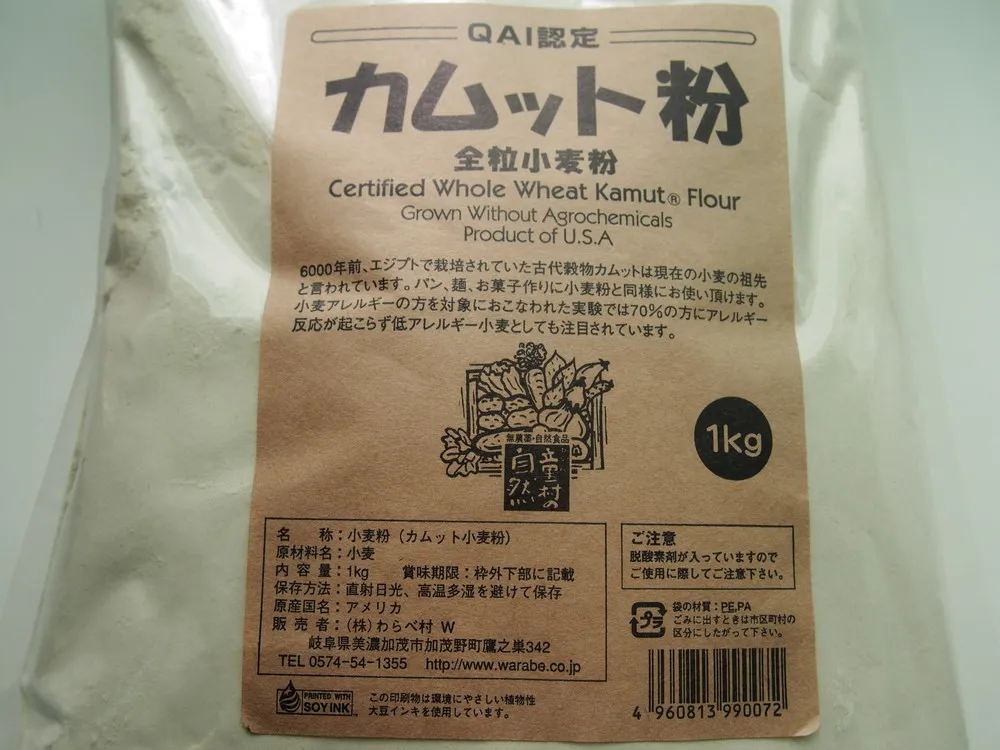 QAI認定
カムット粉
全粒小麦粉
Certified Whole Wheat Kamut® Flour
Grown Without Agrochemicals
Product of U.S.A
6000年前、エジプトで栽培されていた古代穀物カムットは現在の小麦の祖先
と言われています。パン、麺、お菓子作りに小麦粉と同様にお使い頂けます。
小麦アレルギーの方を対象におこなわれた実験では70%の方にアレルギー
反応が起こらず低アレルギー小麦としても注目されています。
無農薬・自然食品
童村の
自然
1kg
名 称：小麦粉（カムット小麦粉）
原材料名：小麦
内容量：1kg 賞味期限：枠外下部に記載
保存方法：直射日光、高温多湿を避けて保存
原産国名：アメリカ
販売者：（株）わらべ村 W
岐阜県美濃加茂市加茂野町鷹之巣342
TEL 0574-54-1355 http://www.warabe.co.jp
ご注意
脱酸素剤が入っていますので
ご使用に際してご注意下さい。
プラ
袋の材質：PE,PA
ごみに出すときは市区町村の
区分にしたがって下さい。
PRINTED WITH
SOY INK
この印刷物は環境にやさしい植物性
大豆インキを使用しています。
4 960813 990072